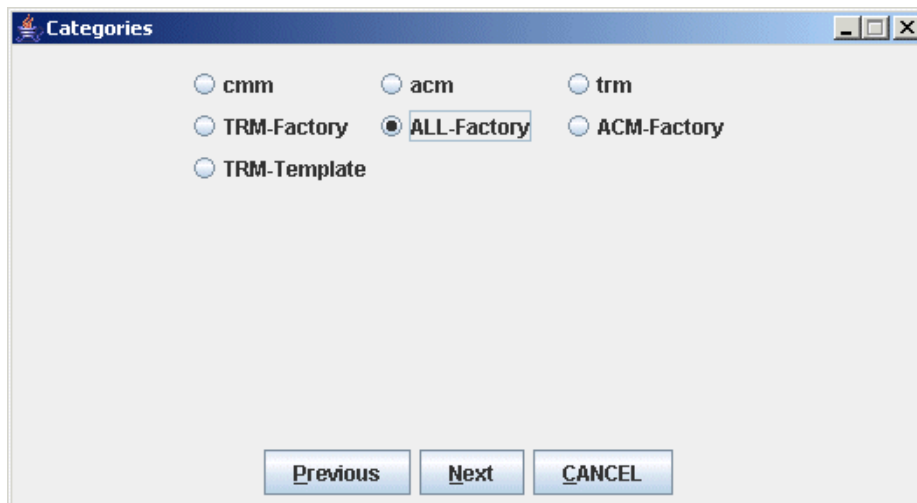 Categories
cmm acm trm
TRM-Factory ALL-Factory ACM-Factory
TRM-Template
Previous Next CANCEL